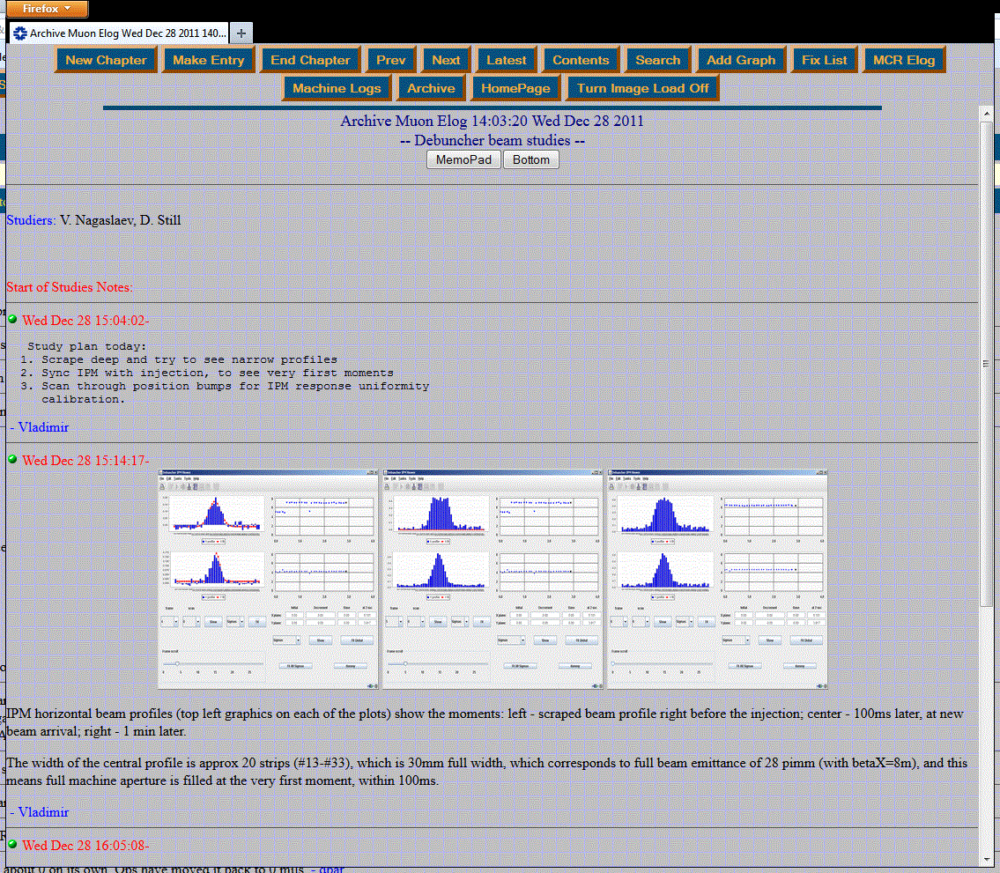 Firefox
Archive Muon Elog Wed Dec 28 2011 140...
New Chapter Make Entry End Chapter Prev Next Latest Contents Search Add Graph Fix List MCR Elog
Machine Logs Archive HomePage Turn Image Load Off
Archive Muon Elog 14:03:20 Wed Dec 28 2011
-- Debuncher beam studies --
MemoPad Bottom
Studiers: V. Nagaslaev, D. Still
Start of Studies Notes:
Wed Dec 28 15:04:02-
Study plan today:
1. Scrape deep and try to see narrow profiles
2. Sync IPM with injection, to see very first moments
3. Scan through position bumps for IPM response uniformity
calibration.
- Vladimir
Wed Dec 28 15:14:17-
IPM horizontal beam profiles (top left graphics on each of the plots) show the moments: left - scraped beam profile right before the injection; center - 100ms later, at new
beam arrival; right - 1 min later.
The width of the central profile is approx 20 strips (#13-#33), which is 30mm full width, which corresponds to full beam emittance of 28 pimm (with betaX=8m), and this
means full machine aperture is filled at the very first moment, within 100ms.
- Vladimir
Wed Dec 28 16:05:08-
about 0 on its own. Ops have moved it back to 0 mils. - qbar